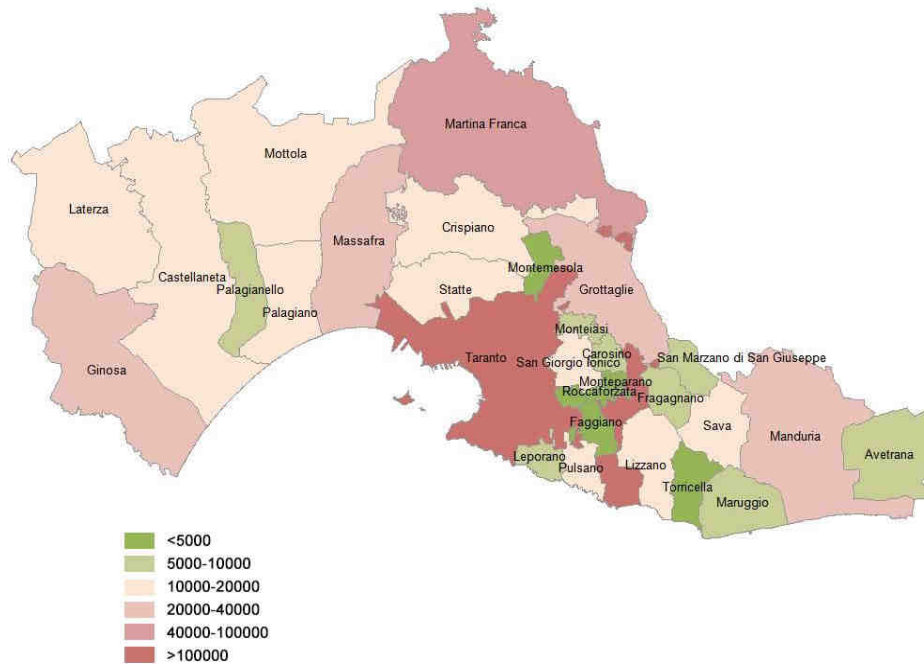 Martina Franca
Mottola
Laterza
Crispiano
Massafra
Montemesola
Castellaneta
Palagianello
Statte
Grottaglie
Palagiano
Monteiasi
Taranto
Carosino
San Marzano di San Giuseppe
San Giorgio Ionico
Ginosa
Monteparano
Roccaforzata
Fragagnano
Faggiano
Sava
Manduria
Avetrana
Leporano
Pulsano
Lizzano
Torricella
Maruggio
<5000
5000-10000
10000-20000
20000-40000
40000-100000
>100000